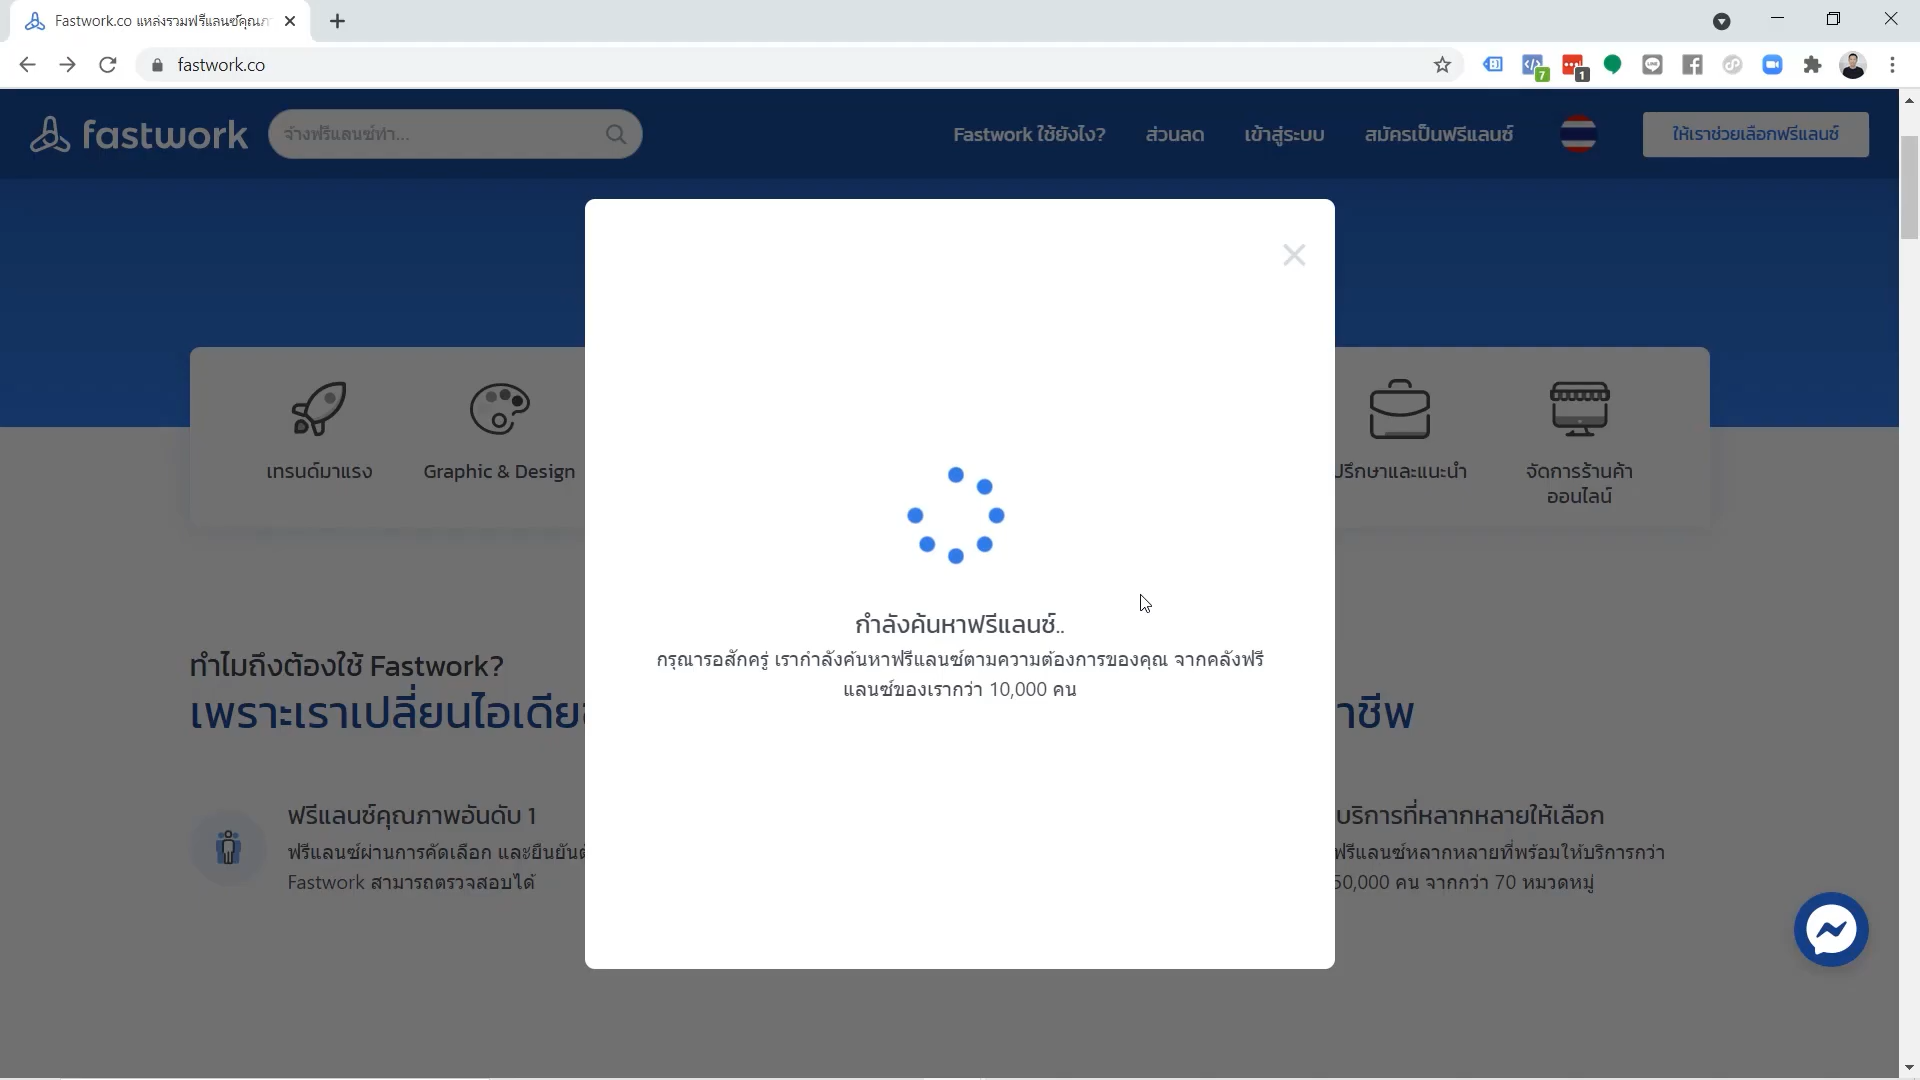 Fastwork.co แหล่งรวมฟรีแลนซ์คุณภา
fastwork.co
7
1
fastwork
จ้างฟรีแลนซ์ทำ...
Fastwork ใช้ยังไง?
ส่วนลด
เข้าสู่ระบบ
สมัครเป็นฟรีแลนซ์
ให้เราช่วยเลือกฟรีแลนซ์
เทรนด์มาแรง
Graphic & Design
ปรึกษาและแนะนำ
จัดการร้านค้า
ออนไลน์
กำลังค้นหาฟรีแลนซ์..
กรุณารอสักครู่ เรากำลังค้นหาฟรีแลนซ์ตามความต้องการของคุณ จากคลังฟรี
แลนซ์ของเรากว่า 10,000 คน
ทำไมถึงต้องใช้ Fastwork?
เพราะเราเปลี่ยนไอเดีย
าชีพ
ฟรีแลนซ์คุณภาพอันดับ 1
ฟรีแลนซ์ผ่านการคัดเลือก และยืนยันต
Fastwork สามารถตรวจสอบได้
บริการที่หลากหลายให้เลือก
ฟรีแลนซ์หลากหลายที่พร้อมให้บริการกว่า
50,000 คน จากกว่า 70 หมวดหมู่